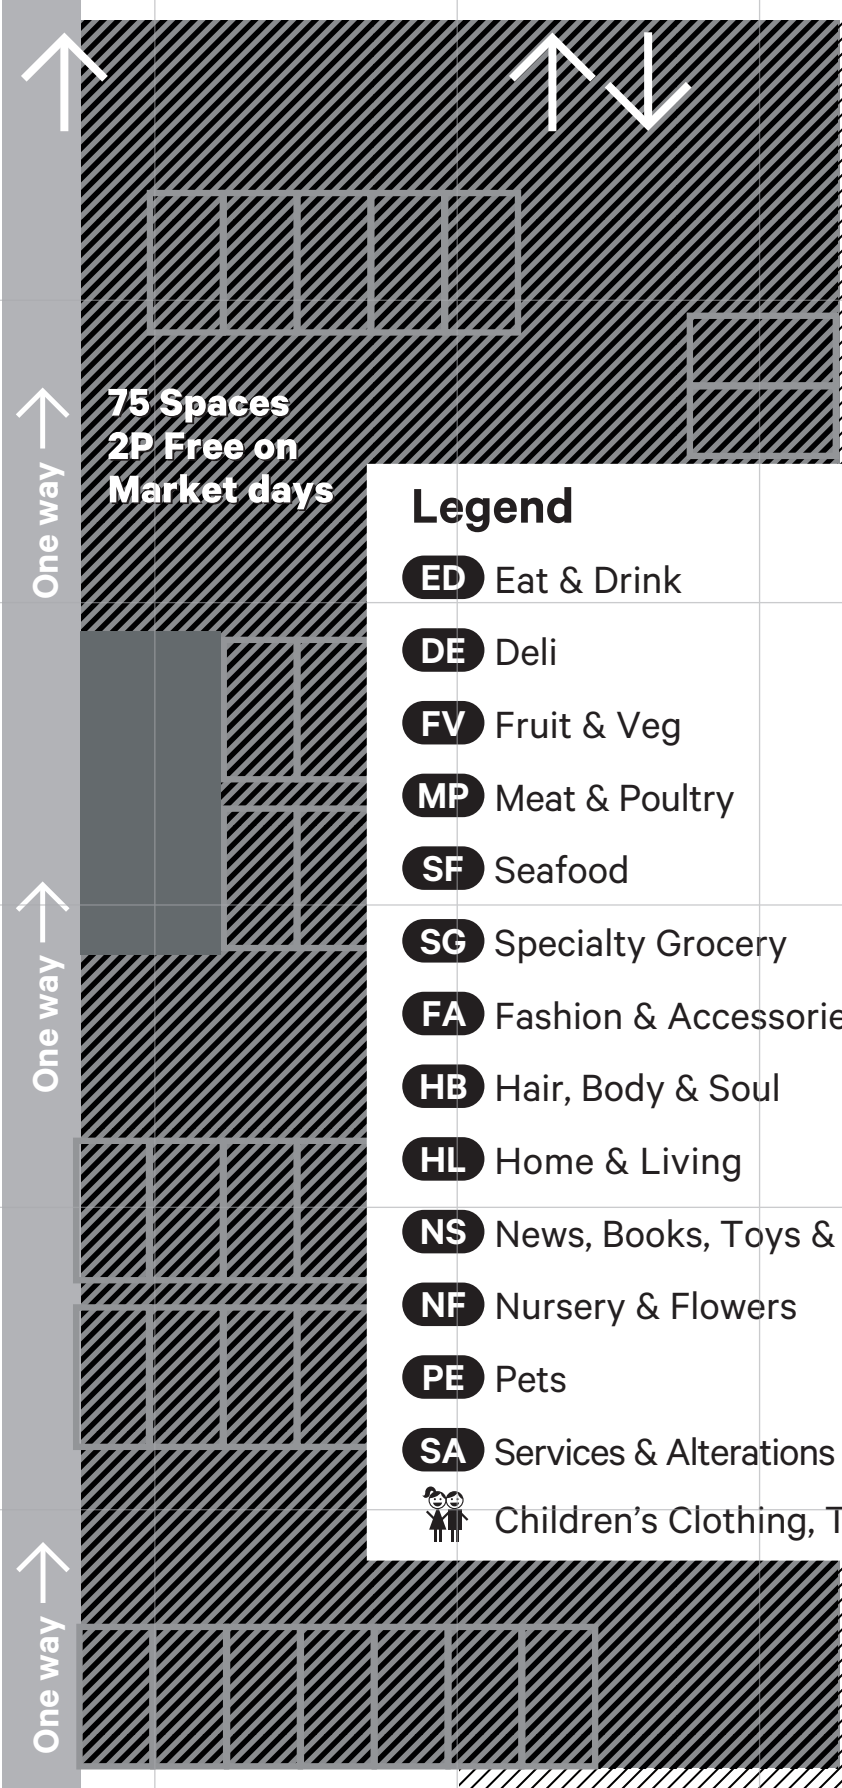 75 Spaces
2P Free on
Market days
One way
Legend
ED Eat & Drink
DE Deli
FV Fruit & Veg
MP Meat & Poultry
SF Seafood
One way
SG Specialty Grocery
FA Fashion & Accessorie
HB Hair, Body & Soul
HL Home & Living
NS News, Books, Toys &
NF Nursery & Flowers
PE Pets
SA Services & Alterations
Children’s Clothing, T
One way